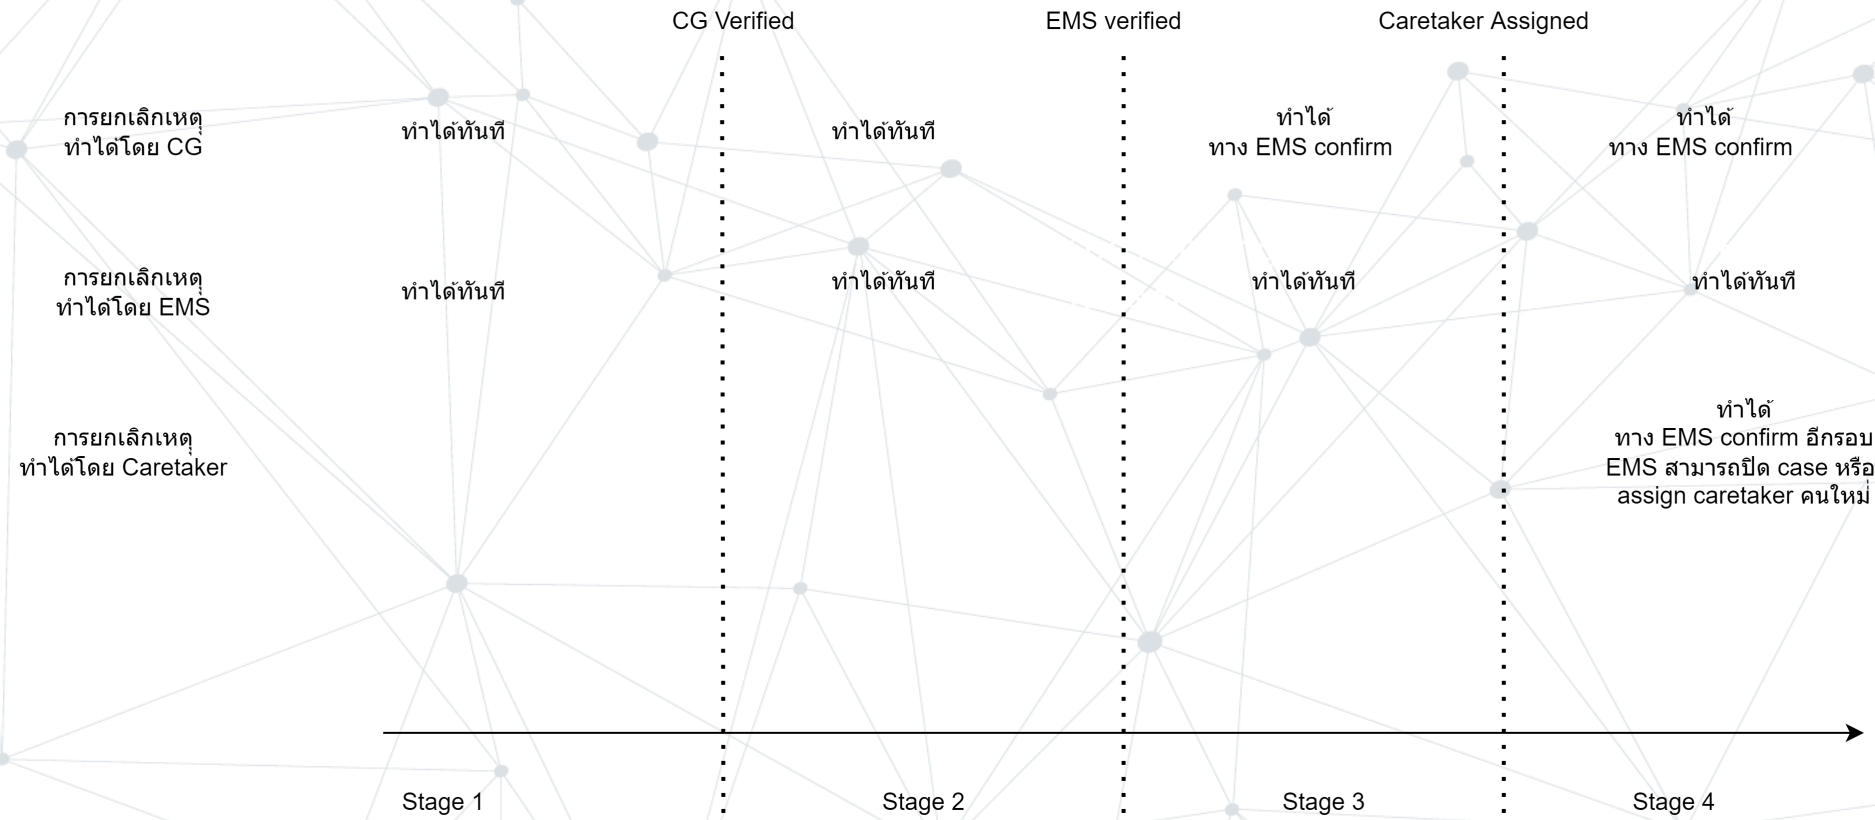 CG Verified
EMS verified
Caretaker Assigned
การยกเลิกเหตุ
ทำได้โดย CG
ทำได้ทันที
ทำได้ทันที
ทำได้
ทาง EMS confirm
ทำได้
ทาง EMS confirm
การยกเลิกเหตุ
ทำได้โดย EMS
ทำได้ทันที
ทำได้ทันที
ทำได้ทันที
ทำได้ทันที
การยกเลิกเหตุ
ทำได้โดย Caretaker
ทำได้
ทาง EMS confirm อีกรอบ
EMS สามารถปิด case หรือ
assign caretaker คนใหม่
Stage 1
Stage 2
Stage 3
Stage 4